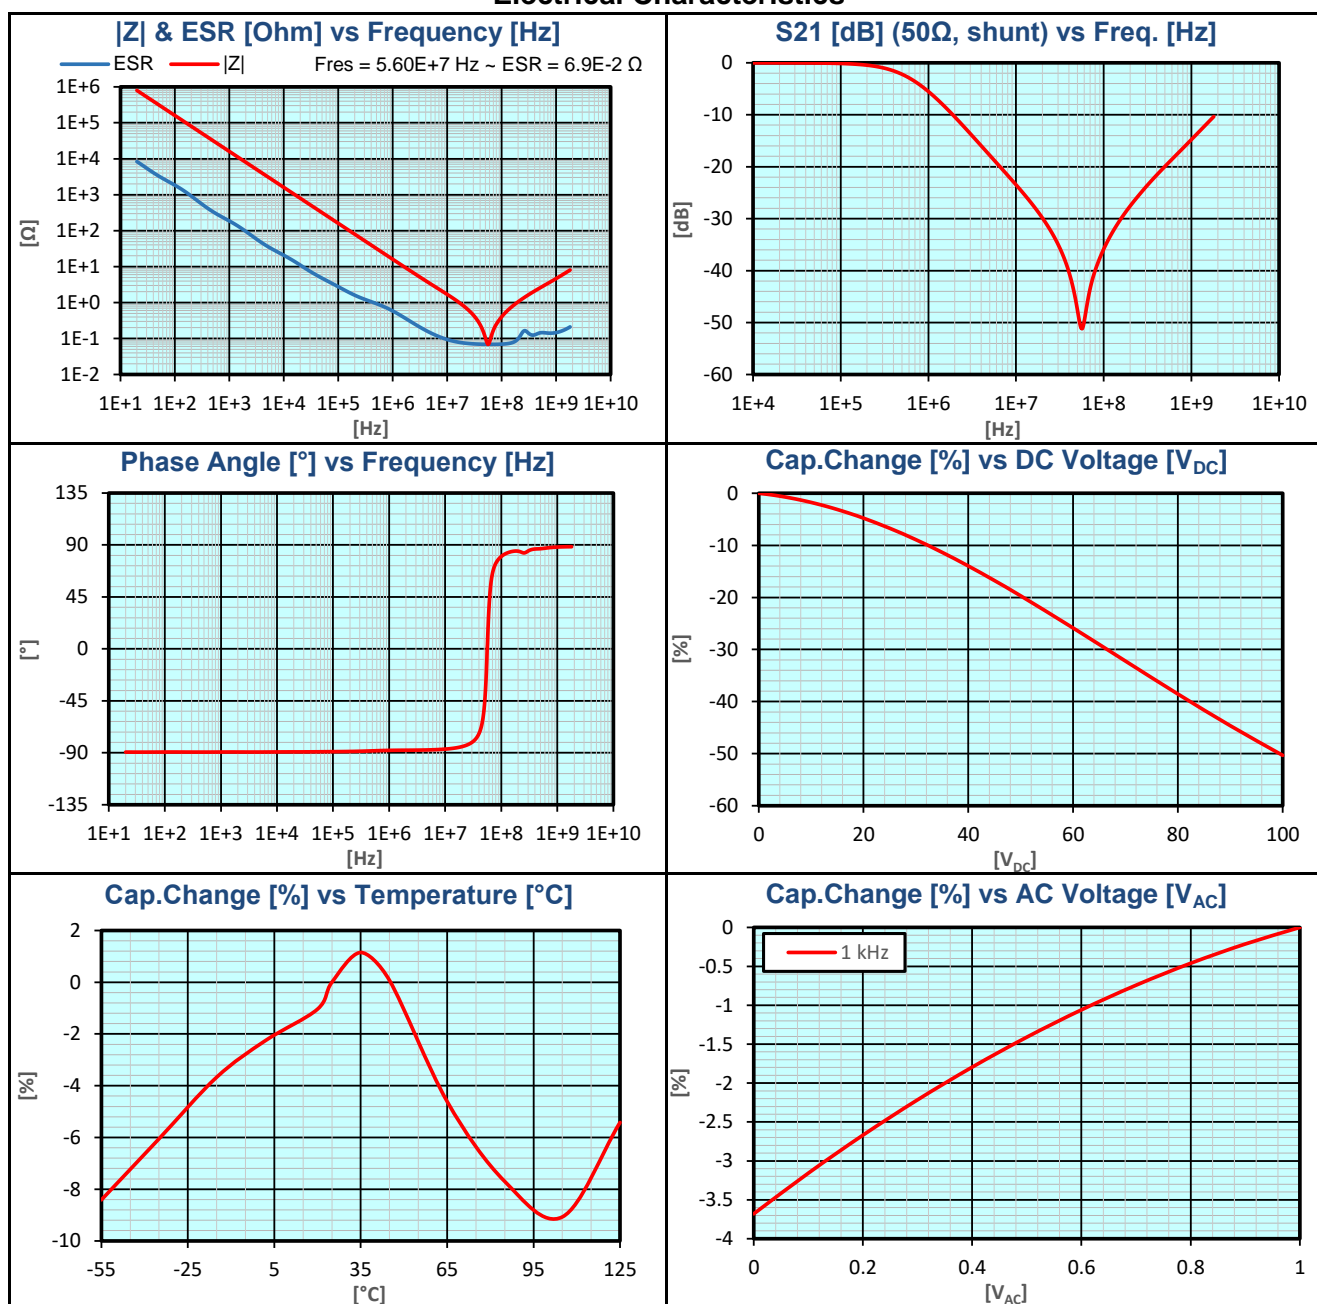 Electrical Characteristics
|Z| & ESR [Ohm] vs Frequency [Hz]
ESR |Z| Fres = 5.60E+7 Hz ~ ESR = 6.9E-2 Ω
1E+6
1E+5
1E+4
1E+3
1E+2
1E+1
1E+0
1E-1
1E-2
[Ω]
1E+1 1E+2 1E+3 1E+4 1E+5 1E+6 1E+7 1E+8 1E+9 1E+10
[Hz]
S21 [dB] (50Ω, shunt) vs Freq. [Hz]
0
-10
-20
-30
-40
-50
-60
[dB]
1E+4 1E+5 1E+6 1E+7 1E+8 1E+9 1E+10
[Hz]
Phase Angle [°] vs Frequency [Hz]
135
90
45
0
-45
-90
-135
[°]
1E+1 1E+2 1E+3 1E+4 1E+5 1E+6 1E+7 1E+8 1E+9 1E+10
[Hz]
Cap.Change [%] vs DC Voltage [VDC]
0
-10
-20
-30
-40
-50
-60
[%]
0 20 40 60 80 100
[VDC]
Cap.Change [%] vs Temperature [°C]
2
0
-2
-4
-6
-8
-10
[%]
-55 -25 5 35 65 95 125
[°C]
Cap.Change [%] vs AC Voltage [VAC]
1 kHz
0
-0.5
-1
-1.5
-2
-2.5
-3
-3.5
-4
[%]
0 0.2 0.4 0.6 0.8 1
[VAC]